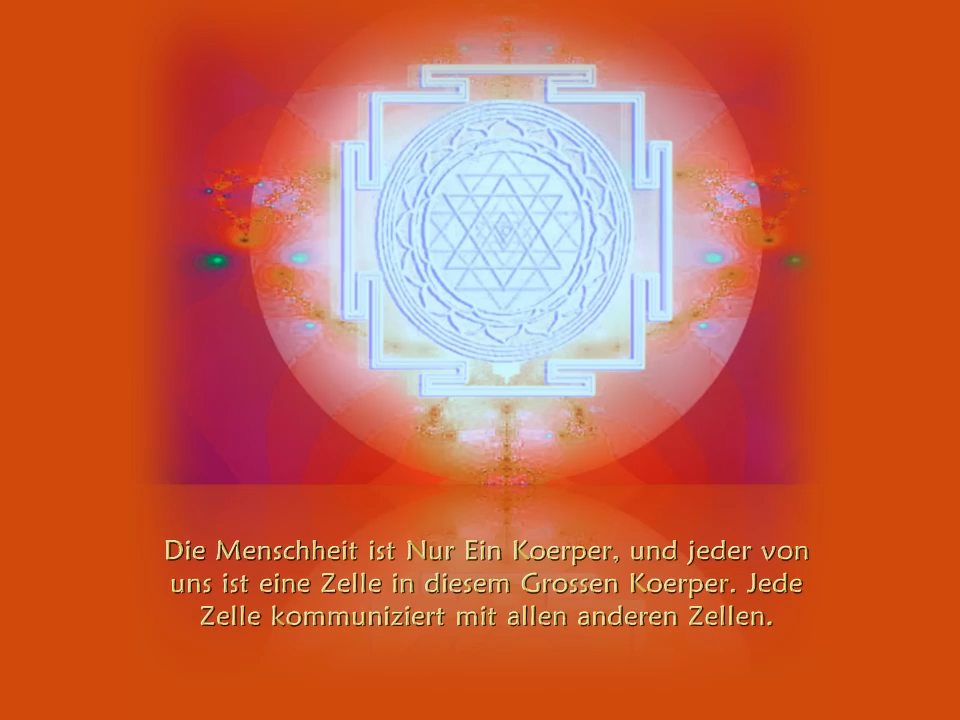 Die Menschheit ist Nur Ein Koerper, und jeder von
uns ist eine Zelle in diesem Grossen Koerper. Jede
Zelle kommuniziert mit allen anderen Zellen.